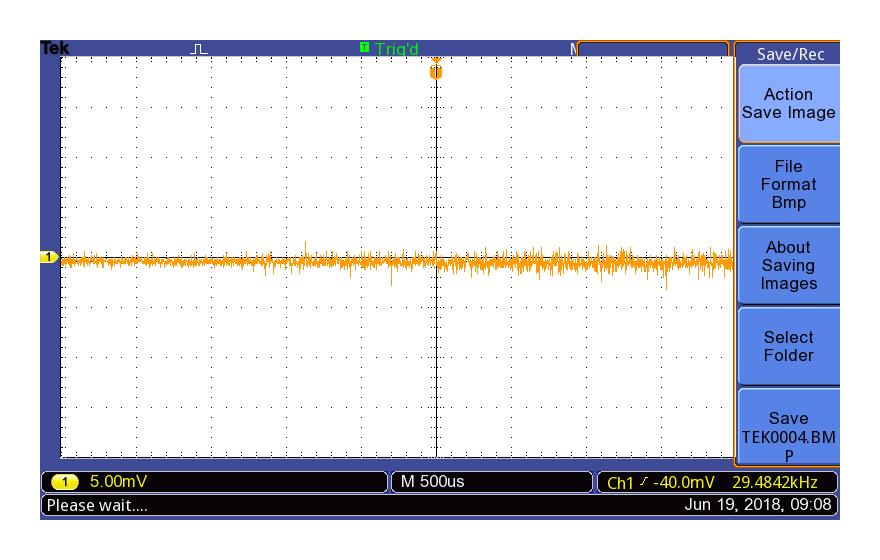 Tek
T Trig'd
M
Save/Rec
Action
Save Image
File
Format
Bmp
About
Saving
Images
Select
Folder
Save
TEK0004.BM
P
1
1 5.00mV
M 500us
Ch1 -40.0mV 29.4842kHz
Please wait....
Jun 19, 2018, 09:08